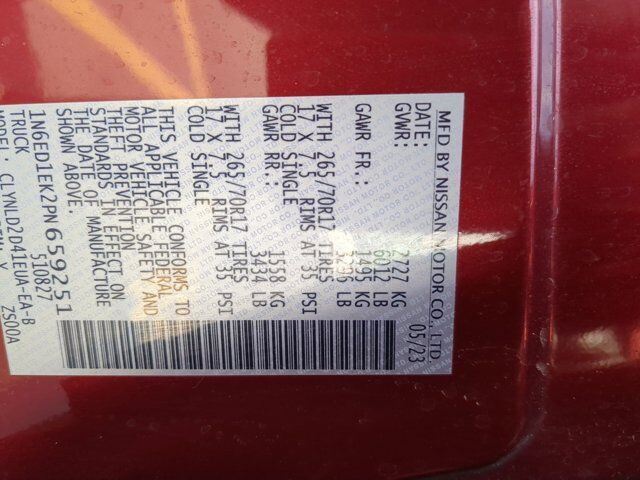 MFD BY NISSAN MOTOR CO., LTD.
DATE: 05/23
GVWR: 2727 KG
6012 LB
GAWR FR.: 1495 KG
3296 LB
WITH 265/70R17 TIRES
17 X 7.5 RIMS AT 35 PSI
COLD SINGLE
GAWR RR.: 1558 KG
3434 LB
WITH 265/70R17 TIRES
17 X 7.5 RIMS AT 35 PSI
COLD SINGLE
THIS VEHICLE CONFORMS TO
ALL APPLICABLE FEDERAL
MOTOR VEHICLE SAFETY AND
THEFT PREVENTION
STANDARDS IN EFFECT ON
THE DATE OF MANUFACTURE
SHOWN ABOVE.
1N6ED1EK2PN659251
TRUCK 510827
MODEL: CLYNLD2D41EUA-EA-B
ZS00A